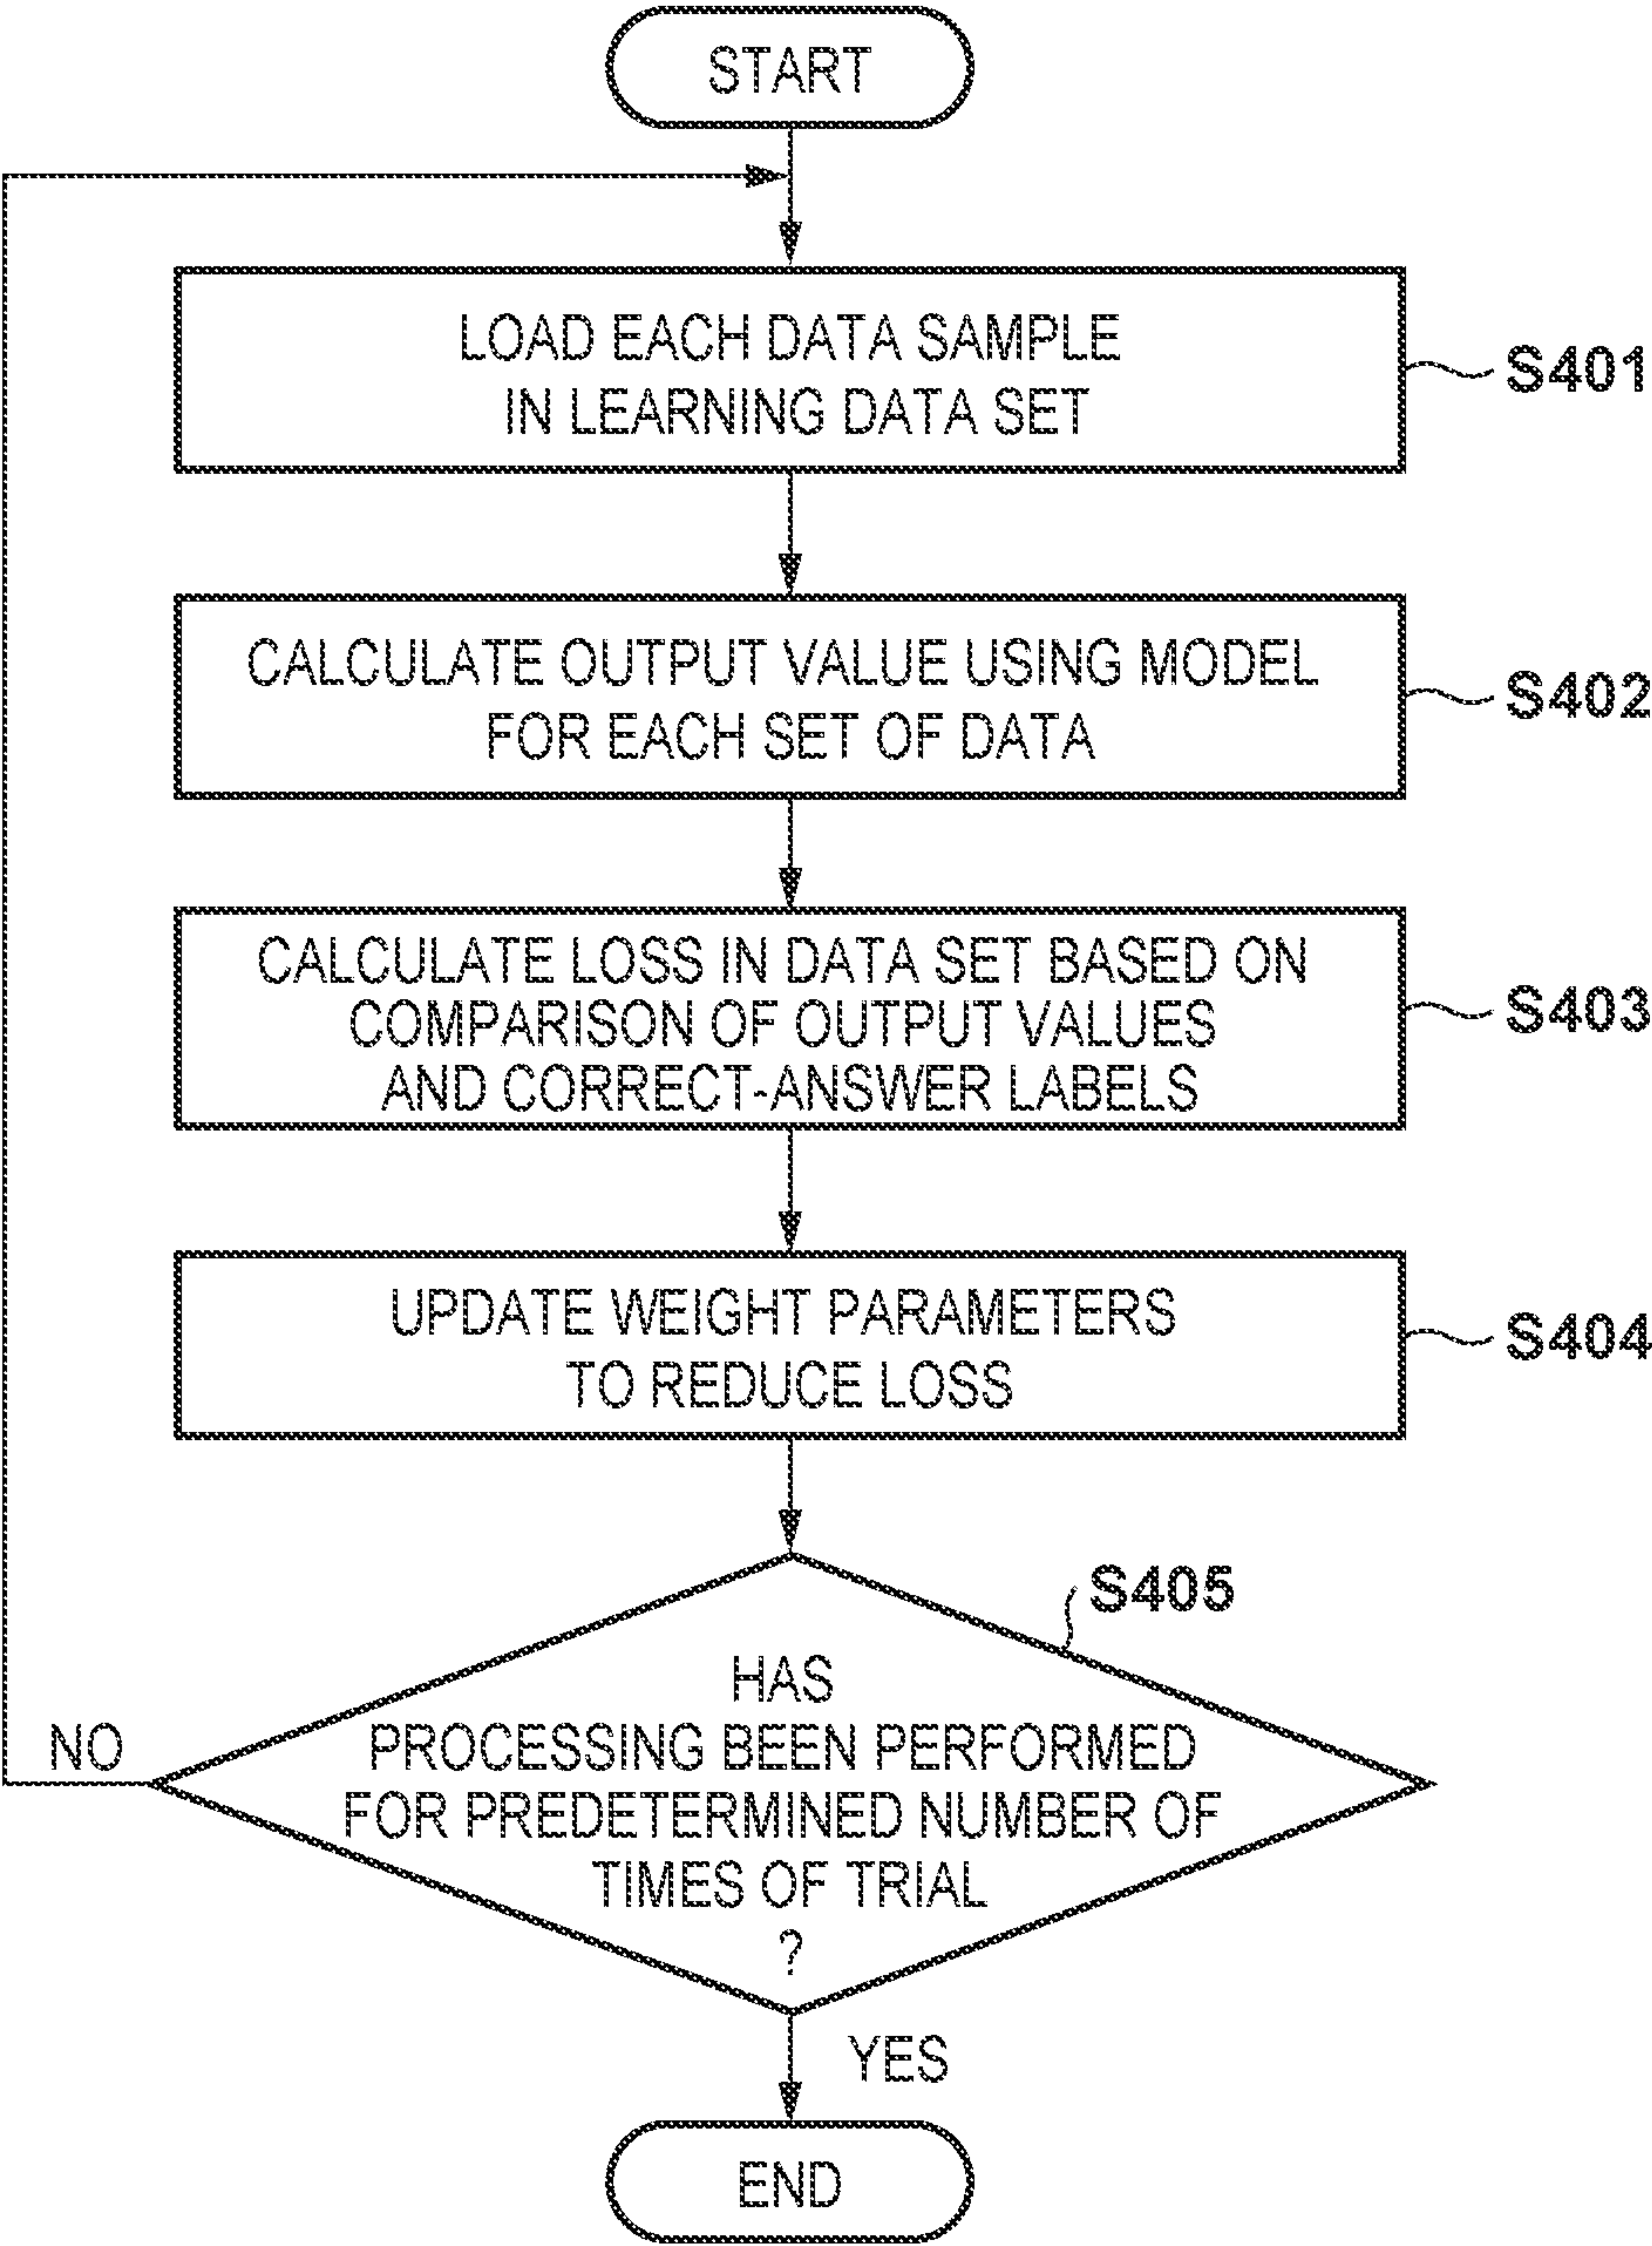 START
LOAD EACH DATA SAMPLE
IN LEARNING DATA SET
S401
CALCULATE OUTPUT VALUE USING MODEL
FOR EACH SET OF DATA
S402
CALCULATE LOSS IN DATA SET BASED ON
COMPARISON OF OUTPUT VALUES
AND CORRECT-ANSWER LABELS
S403
UPDATE WEIGHT PARAMETERS
TO REDUCE LOSS
S404
S405
HAS
PROCESSING BEEN PERFORMED
FOR PREDETERMINED NUMBER OF
TIMES OF TRIAL
?
NO
YES
END